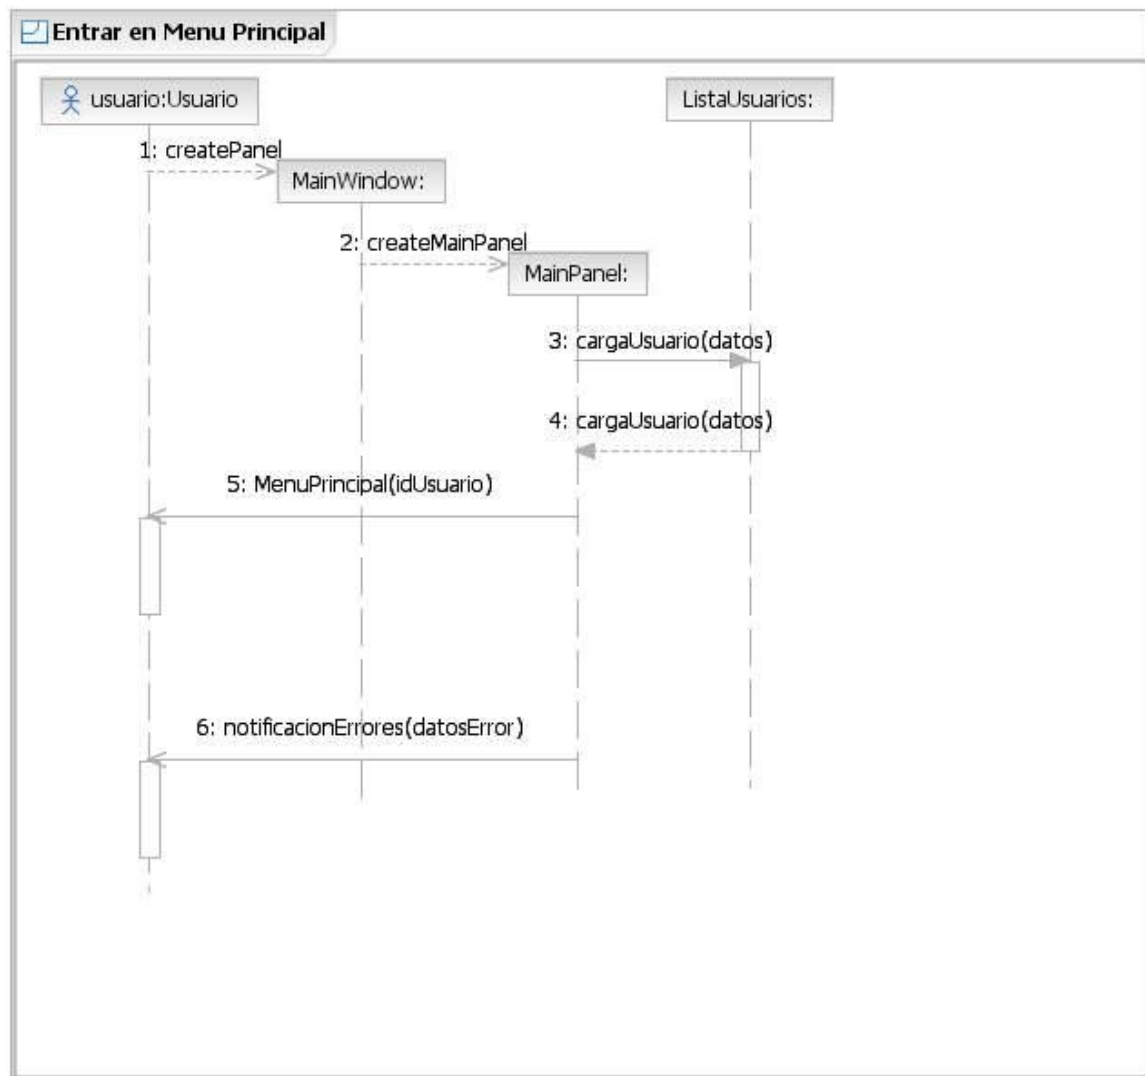 Entrar en Menu Principal
usuario:Usuario
ListaUsuarios:
1: createPanel
MainWindow:
2: createMainPanel
MainPanel:
3: cargaUsuario(datos)
4: cargaUsuario(datos)
5: MenuPrincipal(idUsuario)
6: notificacionErrores(datosError)